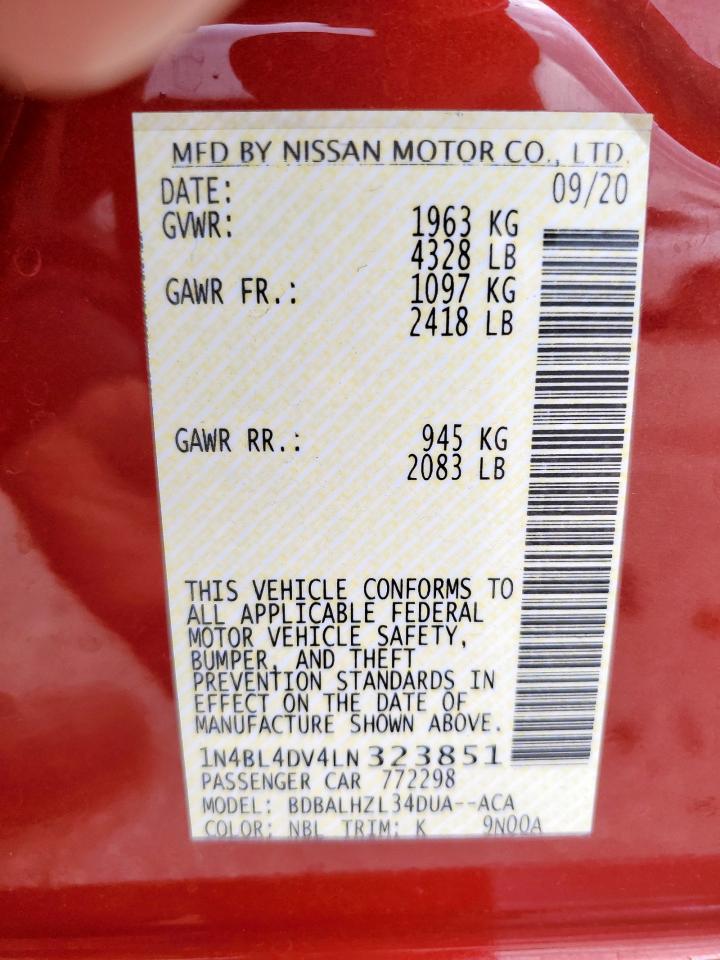 MFD BY NISSAN MOTOR CO., LTD.
DATE: 09/20
GVWR: 1963 KG
4328 LB
GAWR FR.: 1097 KG
2418 LB
GAWR RR.: 945 KG
2083 LB
THIS VEHICLE CONFORMS TO
ALL APPLICABLE FEDERAL
MOTOR VEHICLE SAFETY,
BUMPER, AND THEFT
PREVENTION STANDARDS IN
EFFECT ON THE DATE OF
MANUFACTURE SHOWN ABOVE.
1N4BL4DV4LN323851
PASSENGER CAR 772298
MODEL: BDBALHZL34DUA--ACA
COLOR: NBL TRIM: K 9N00A